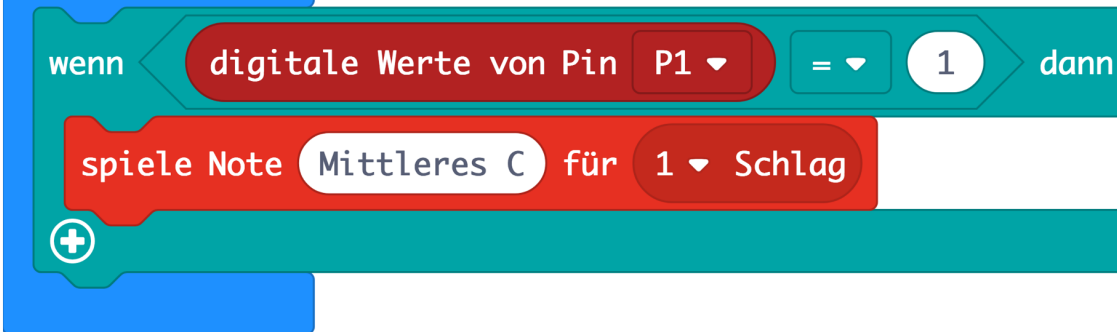 wenn digitale Werte von Pin P1 = 1 dann
spiele Note Mittleres C für 1 Schlag